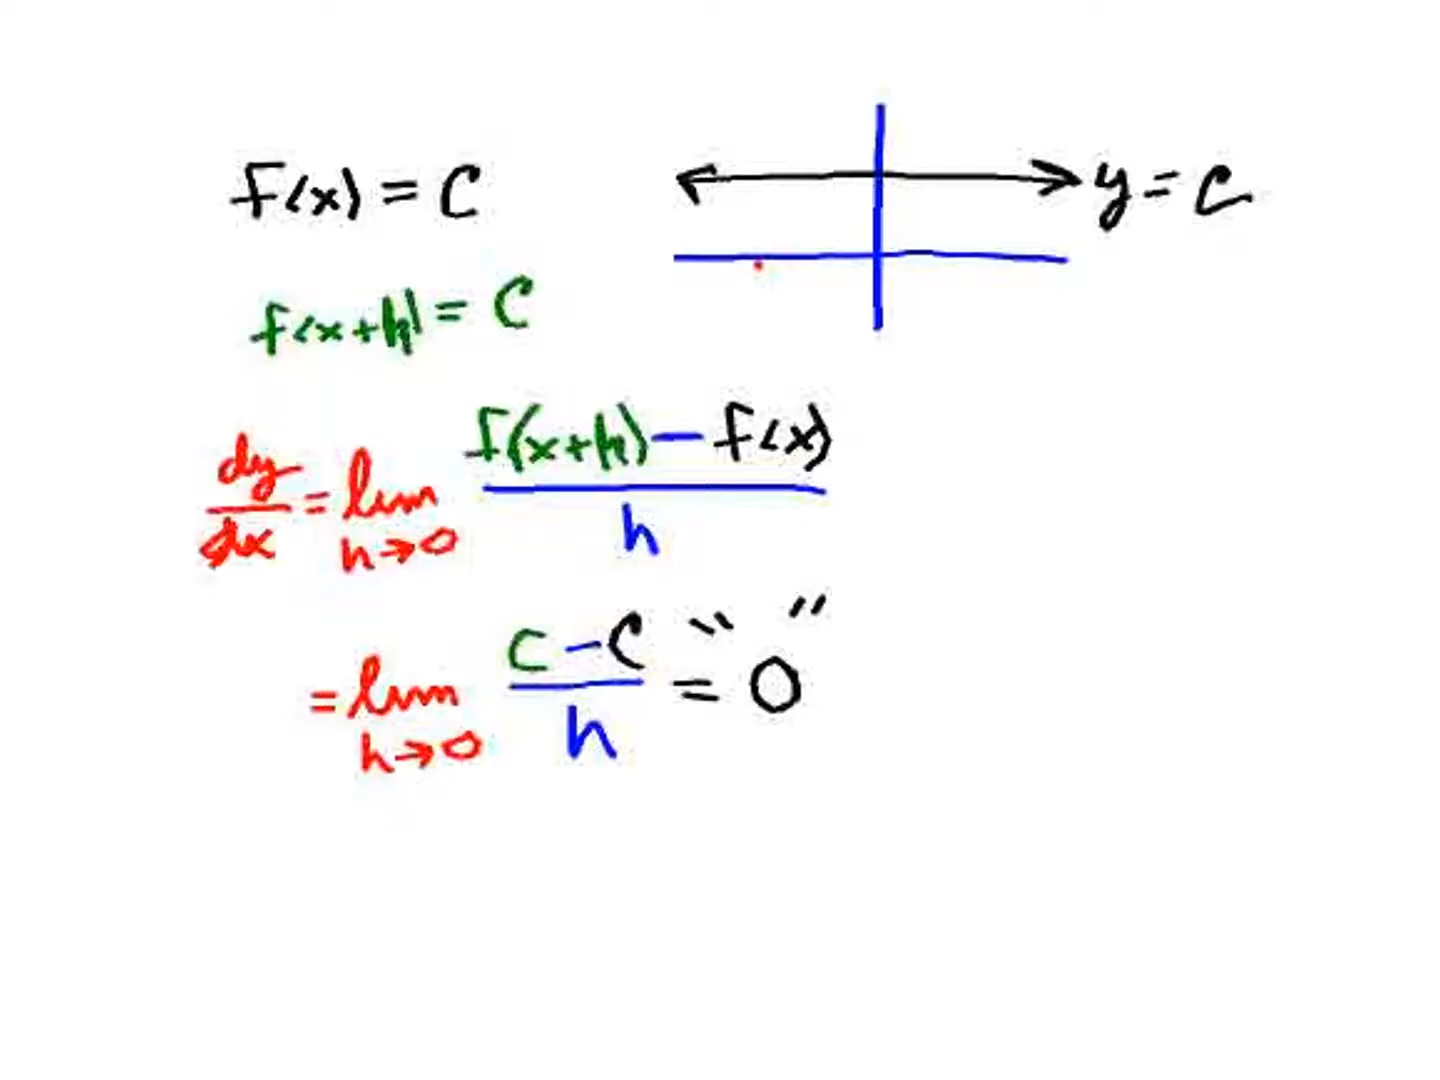 f(x) = C
y = c
f(x+h) = C
dy/dx = lim h→0 f(x+h) - f(x) / h
= lim h→0 c - c / h = "0"